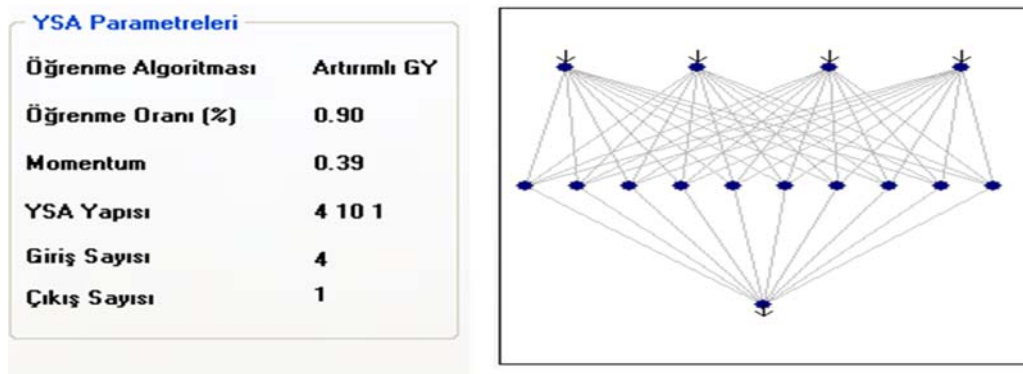 YSA Parametreleri
Öğrenme Algoritması Artırımlı GY
Öğrenme Oranı (%) 0.90
Momentum 0.39
YSA Yapısı 4 10 1
Giriş Sayısı 4
Çıkış Sayısı 1